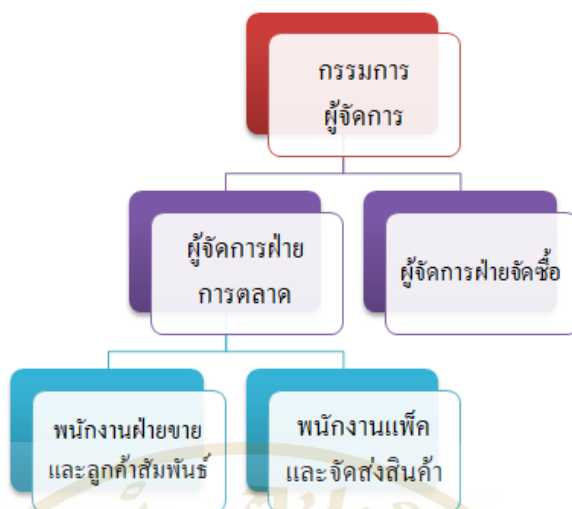 กรรมการ
ผู้จัดการ
ผู้จัดการฝ่าย
การตลาด
ผู้จัดการฝ่ายจัดซื้อ
พนักงานฝ่ายขาย
และลูกค้าสัมพันธ์
พนักงานแพ็ค
และจัดส่งสินค้า